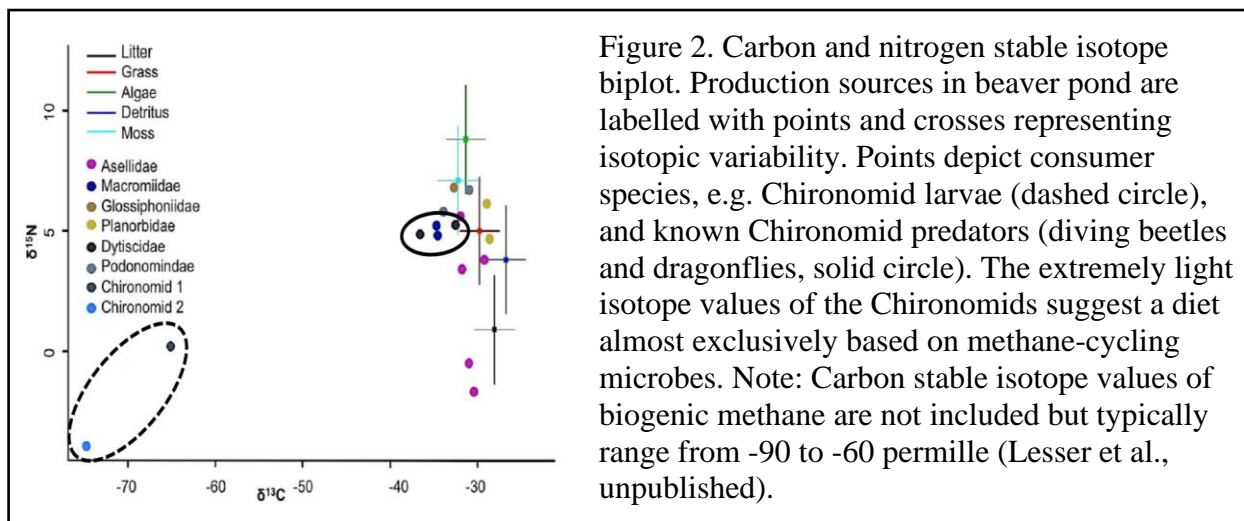 Litter
Grass
Algae
Detritus
Moss
Asellidae
Macromiidae
Glossiphoniidae
Planorbidae
Dytiscidae
Podonomindae
Chironomid 1
Chironomid 2
10
5
0
δ¹⁵N
-70
-60
-50
-40
-30
δ¹³C
Figure 2. Carbon and nitrogen stable isotope
biplot. Production sources in beaver pond are
labelled with points and crosses representing
isotopic variability. Points depict consumer
species, e.g. Chironomid larvae (dashed circle),
and known Chironomid predators (diving beetles
and dragonflies, solid circle). The extremely light
isotope values of the Chironomids suggest a diet
almost exclusively based on methane-cycling
microbes. Note: Carbon stable isotope values of
biogenic methane are not included but typically
range from -90 to -60 permille (Lesser et al.,
unpublished).